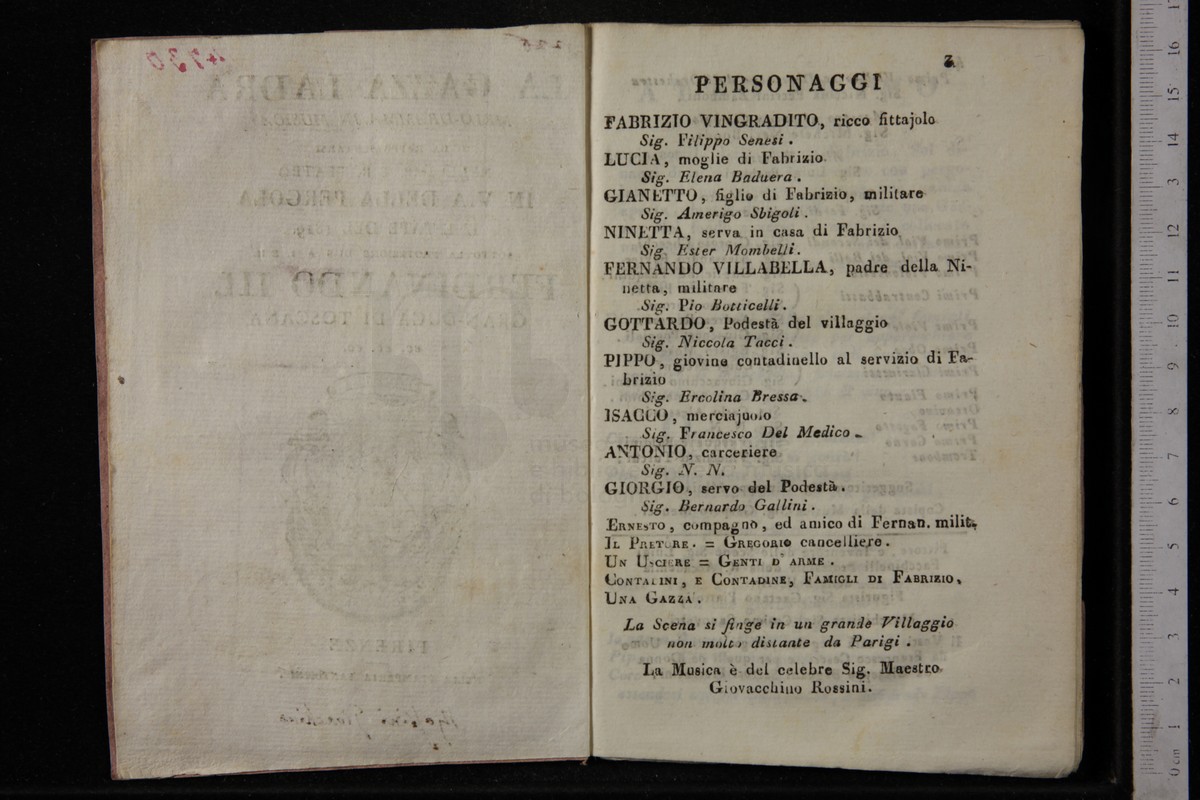 3
PERSONAGGI
FABRIZIO VINGRADITO, ricco fittajolo
Sig. Filippo Senesi.
LUCIA, moglie di Fabrizio
Sig. Elena Baduera.
GIANETTO, figlio di Fabrizio, militare
Sig. Amerigo Sbigoli.
NINETTA, serva in casa di Fabrizio
Sig. Ester Mombelli.
FERNANDO VILLABELLA, padre della Ni-
netta, militare
Sig. Pio Botticelli.
GOTTARDO, Podestà del villaggio
Sig. Niccola Tacci.
PIPPO, giovine contadinello al servizio di Fa-
brizio
Sig. Ercolina Bressa.
ISACCO, merciajuolo
Sig. Francesco Del Medico
ANTONIO, carceriere
Sig. N. N.
GIORGIO, servo del Podestà.
Sig. Bernardo Gallini.
ERNESTO, compagno, ed amico di Fernan. milit.
IL PRETORE. = GREGORIO cancelliere.
UN USCIERE = GENTI D'ARME.
CONTADINI, E CONTADINE, FAMIGLI DI FABRIZIO,
UNA GAZZA.
La Scena si finge in un grande Villaggio
non molto distante da Parigi.
La Musica è del celebre Sig. Maestro
Giovacchino Rossini.